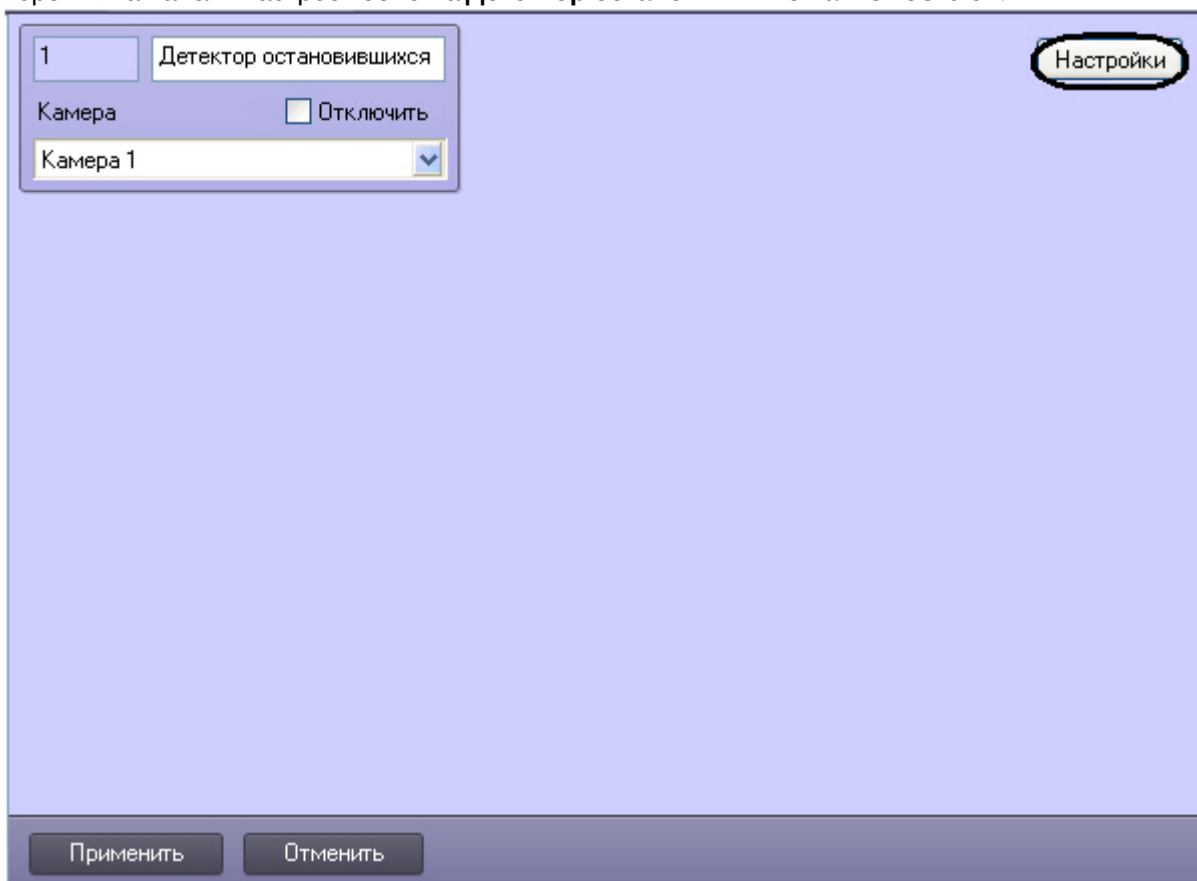 1 Детектор остановившихся Настройки
Камера Отключить
Камера 1
Применить Отменить